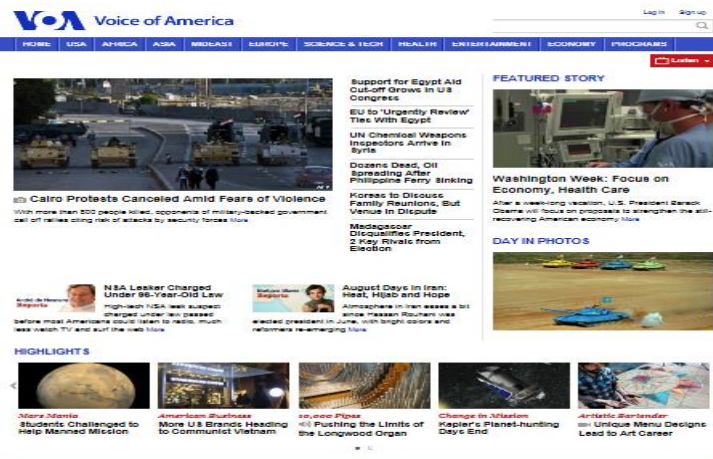 VOA Voice of America
Log In Sign up
HOME USA AFRICA ASIA MIDEAST EUROPE SCIENCE & TECH HEALTH ENTERTAINMENT ECONOMY PROGRAMS
Listen
Cairo Protests Canceled Amid Fears of Violence
With more than 800 people killed, opponents of military-backed government
call off rallies citing risk of attacks by security forces More
Support for Egypt Aid
Cut-off Grows in US
Congress
EU to 'Urgently Review'
Ties With Egypt
UN Chemical Weapons
Inspectors Arrive in
Syria
Dozens Dead, Oil
Spreading After
Philippine Ferry Sinking
Koreas to Discuss
Family Reunions, But
Venue in Dispute
Madagascar
Disqualifies President,
2 Key Rivals from
Election
FEATURED STORY
Washington Week: Focus on
Economy, Health Care
After a week-long vacation, U.S. President Barack
Obama will focus on proposals to strengthen the still-
recovering American economy More
DAY IN PHOTOS
Reports
NSA Leaker Charged
Under 96-Year-Old Law
High-tech NSA leak suspect
charged under law passed
before most Americans could listen to radio, much
less watch TV and surf the web More
Reports
August Days in Iran:
Heat, Hijab and Hope
Atmosphere in Iran eases a bit
since Hassan Rouhani was
elected president in June, with bright colors and
reformers re-emerging More
HIGHLIGHTS
Mars Mania
Students Challenged to
Help Manned Mission
American Business
More US Brands Heading
to Communist Vietnam
10,000 Pipes
Pushing the Limits of
the Longwood Organ
Change in Mission
Kepler's Planet-hunting
Days End
Artistic Bartender
Unique Menu Designs
Lead to Art Career